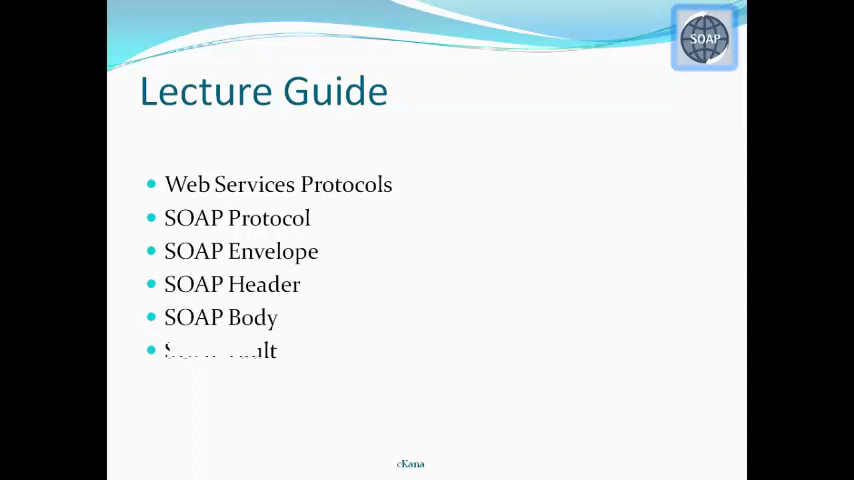 SOAP
Lecture Guide
Web Services Protocols
SOAP Protocol
SOAP Envelope
SOAP Header
SOAP Body
eKana